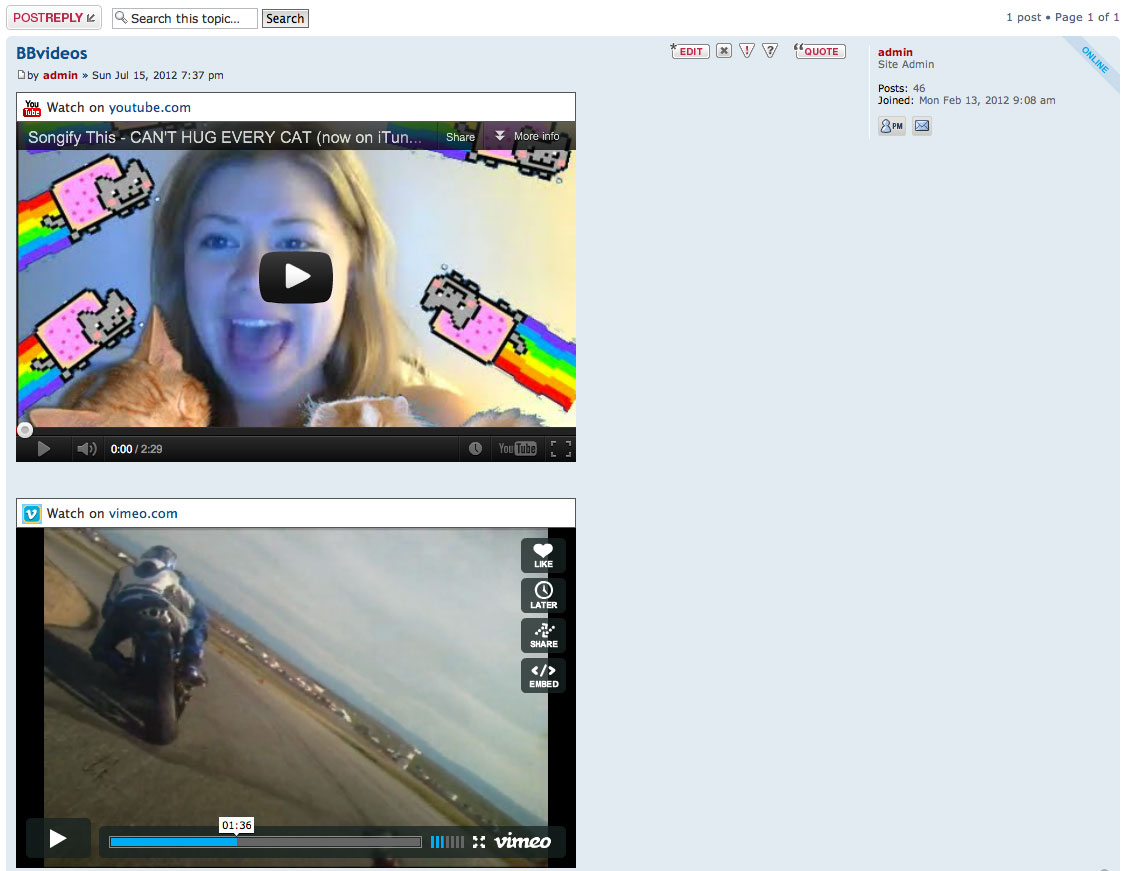 POSTREPLY
Search this topic...
Search
1 post • Page 1 of 1
BBvideos
by admin » Sun Jul 15, 2012 7:37 pm
EDIT
QUOTE
admin
Site Admin
Posts: 46
Joined: Mon Feb 13, 2012 9:08 am
PM
ONLINE
You Tube Watch on youtube.com
Songify This - CAN'T HUG EVERY CAT (now on iTun...
Share
More info
0:00 / 2:29
YouTube
Watch on vimeo.com
LIKE
LATER
SHARE
EMBED
01:36
vimeo